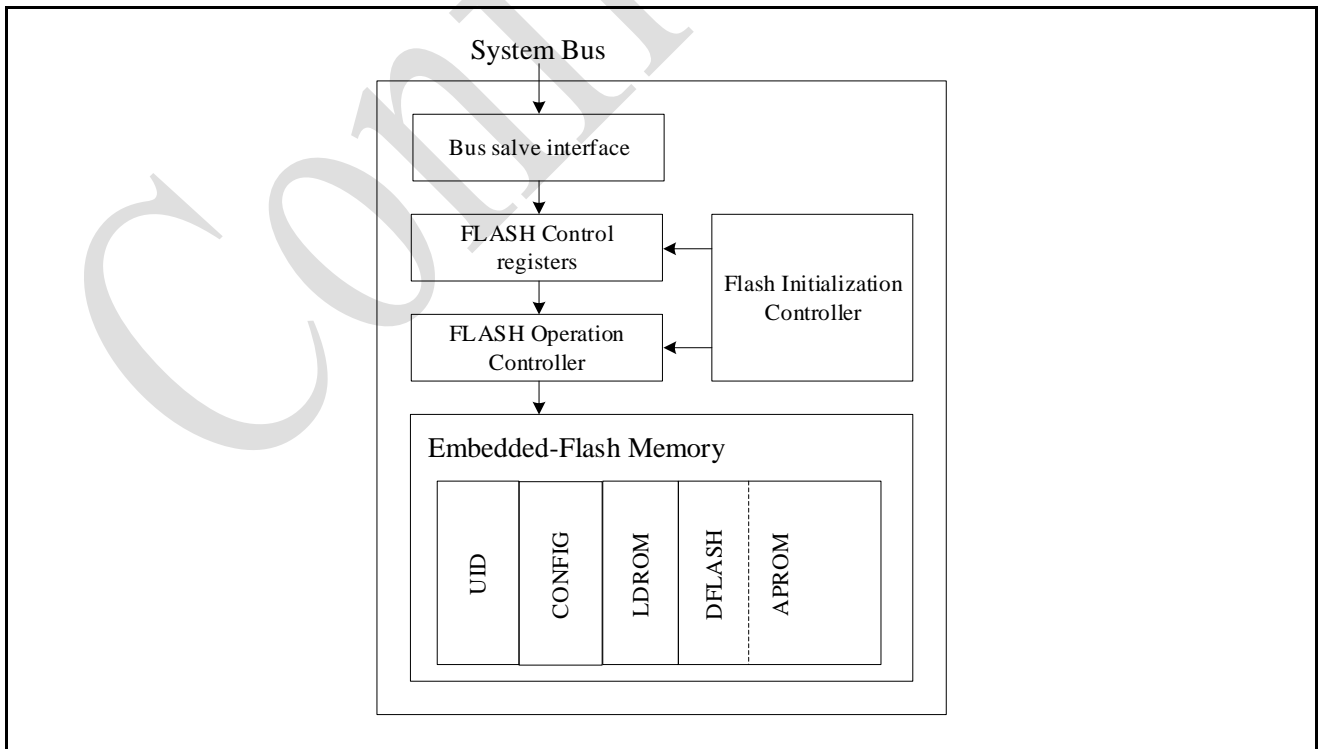 System Bus
Bus salve interface
FLASH Control
registers
Flash Initialization
Controller
FLASH Operation
Controller
Embedded-Flash Memory
UID
CONFIG
LDROM
DFLASH
APROM